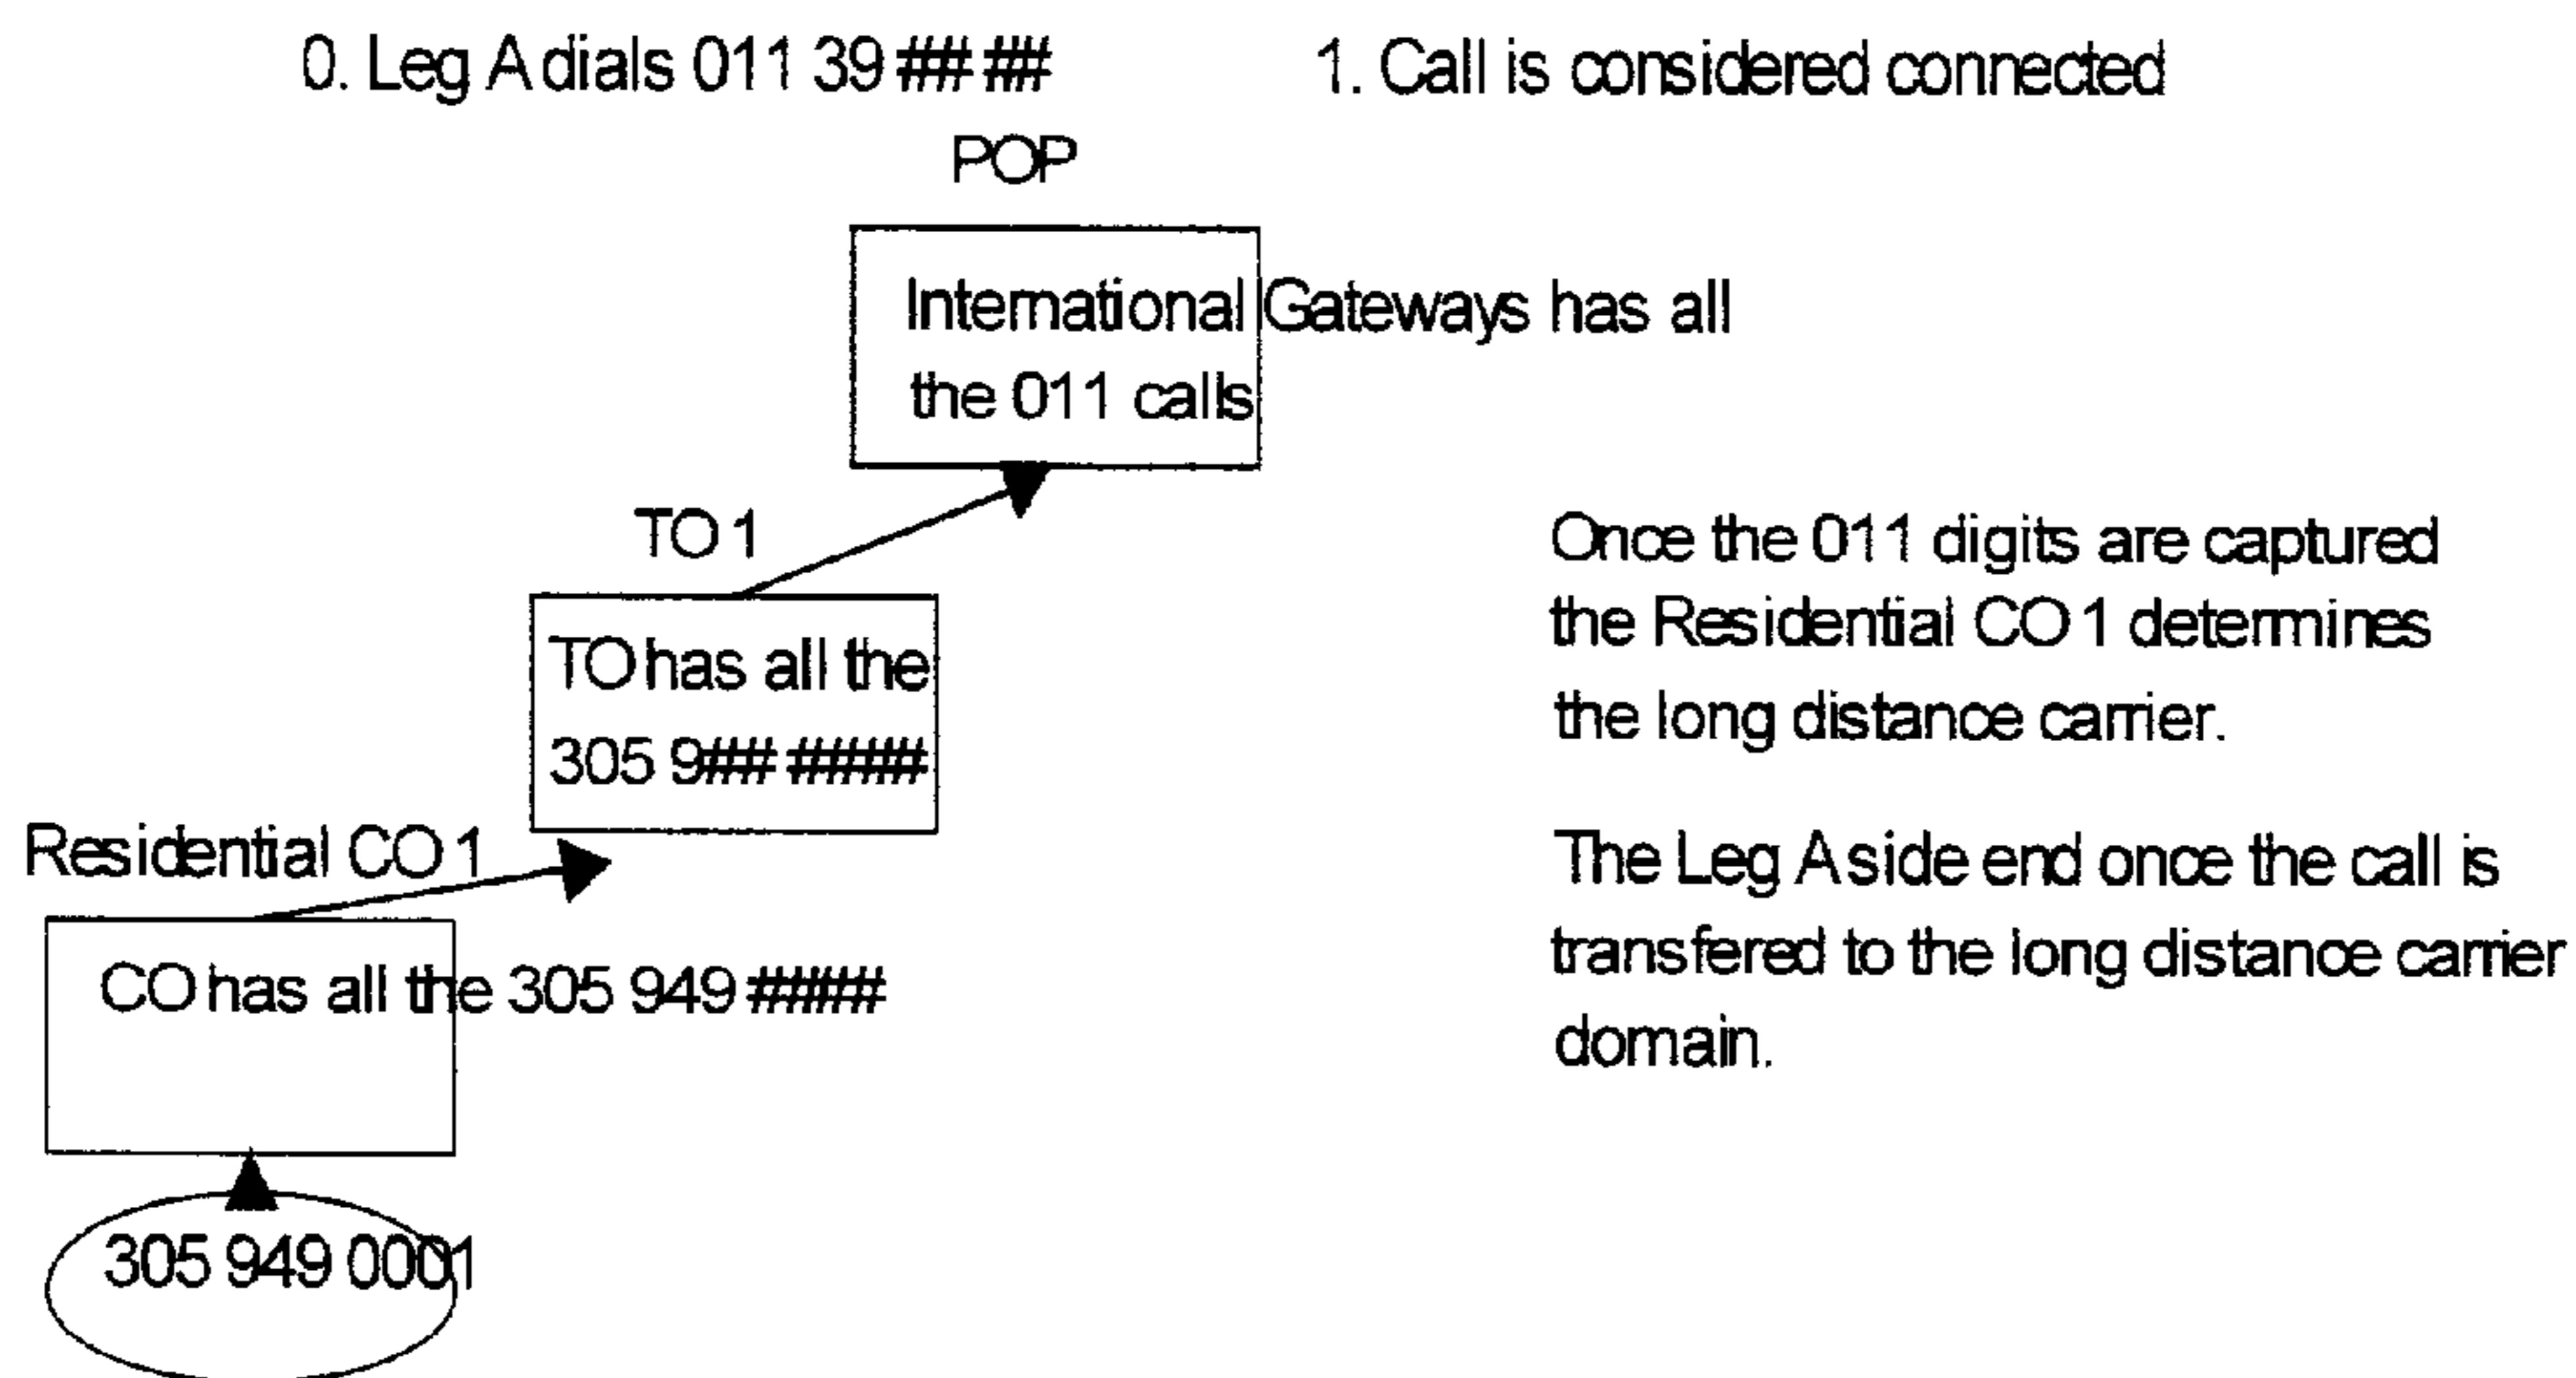 0. Leg A dials 011 39 ## ##
1. Call is considered connected
POP
International Gateways has all
the 011 calls
TO 1
TO has all the
305 9## ####
Residential CO 1
CO has all the 305 949 ####
305 949 0001
Once the 011 digits are captured
the Residential CO 1 determines
the long distance carrier.
The Leg A side end once the call is
transfered to the long distance carrier
domain.